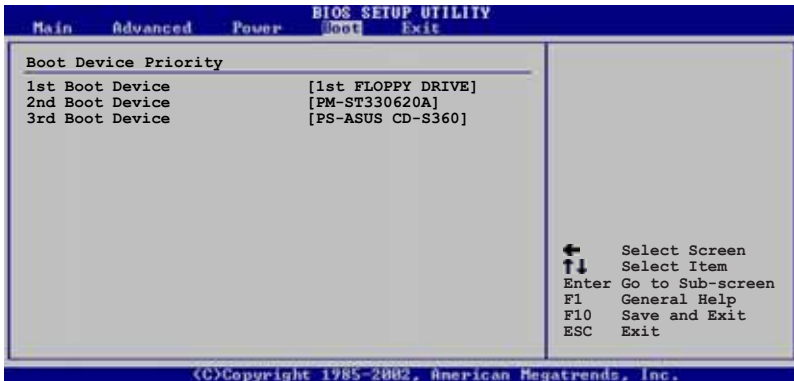 BIOS SETUP UTILITY
Main Advanced Power Boot Exit
Boot Device Priority
1st Boot Device [1st FLOPPY DRIVE]
2nd Boot Device [PM-ST330620A]
3rd Boot Device [PS-ASUS CD-S360]
← Select Screen
↑↓ Select Item
Enter Go to Sub-screen
F1 General Help
F10 Save and Exit
ESC Exit
(C)Copyright 1985-2002, American Megatrends, Inc.